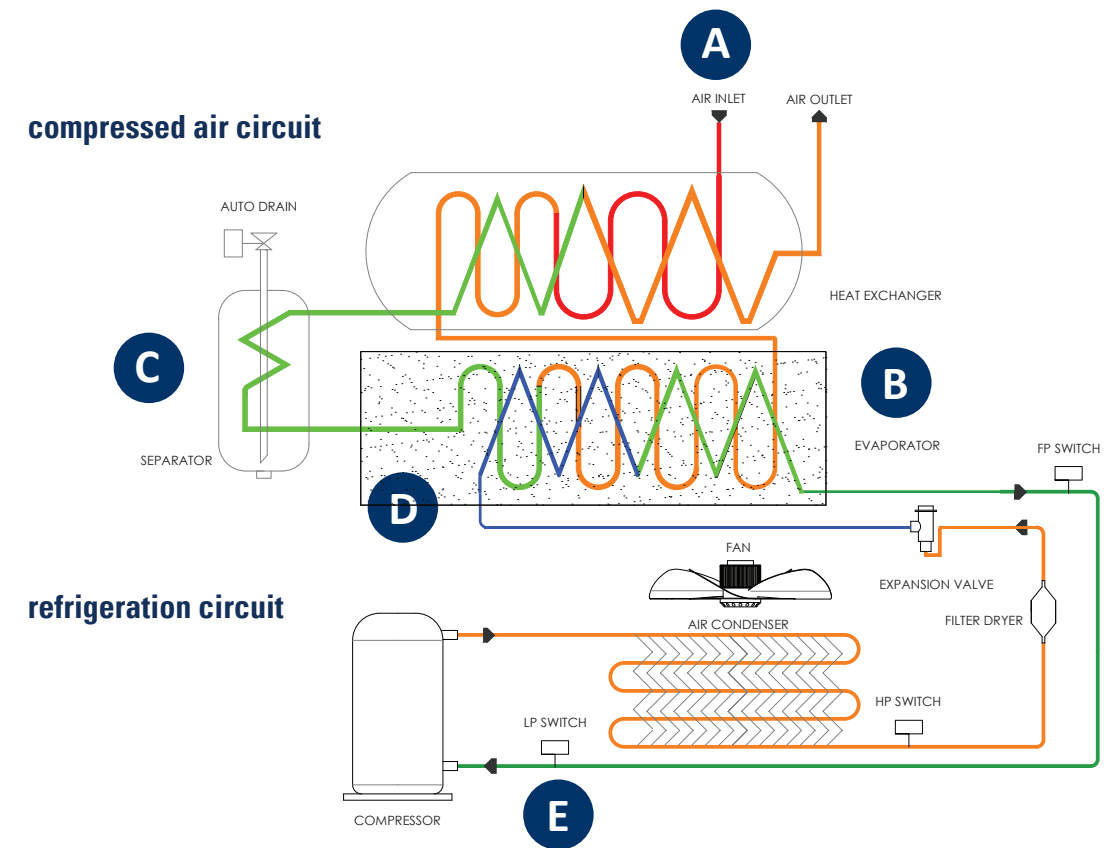 A
AIR INLET
AIR OUTLET
compressed air circuit
AUTO DRAIN
HEAT EXCHANGER
C
B
EVAPORATOR
FP SWITCH
SEPARATOR
D
FAN
EXPANSION VALVE
refrigeration circuit
AIR CONDENSER
FILTER DRYER
HP SWITCH
LP SWITCH
E
COMPRESSOR